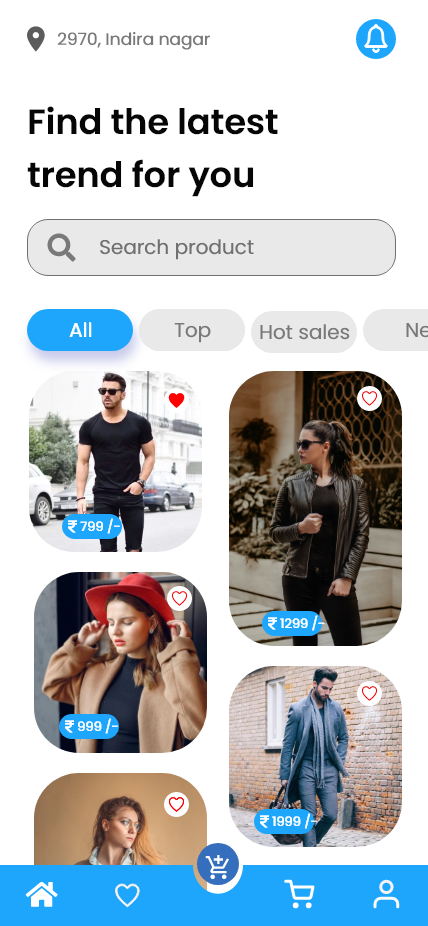 2970, Indira nagar
Find the latest
trend for you
Search product
All
Top
Hot sales
Ne
₹ 799 /-
₹ 1299 /-
₹ 999 /-
₹ 1999 /-